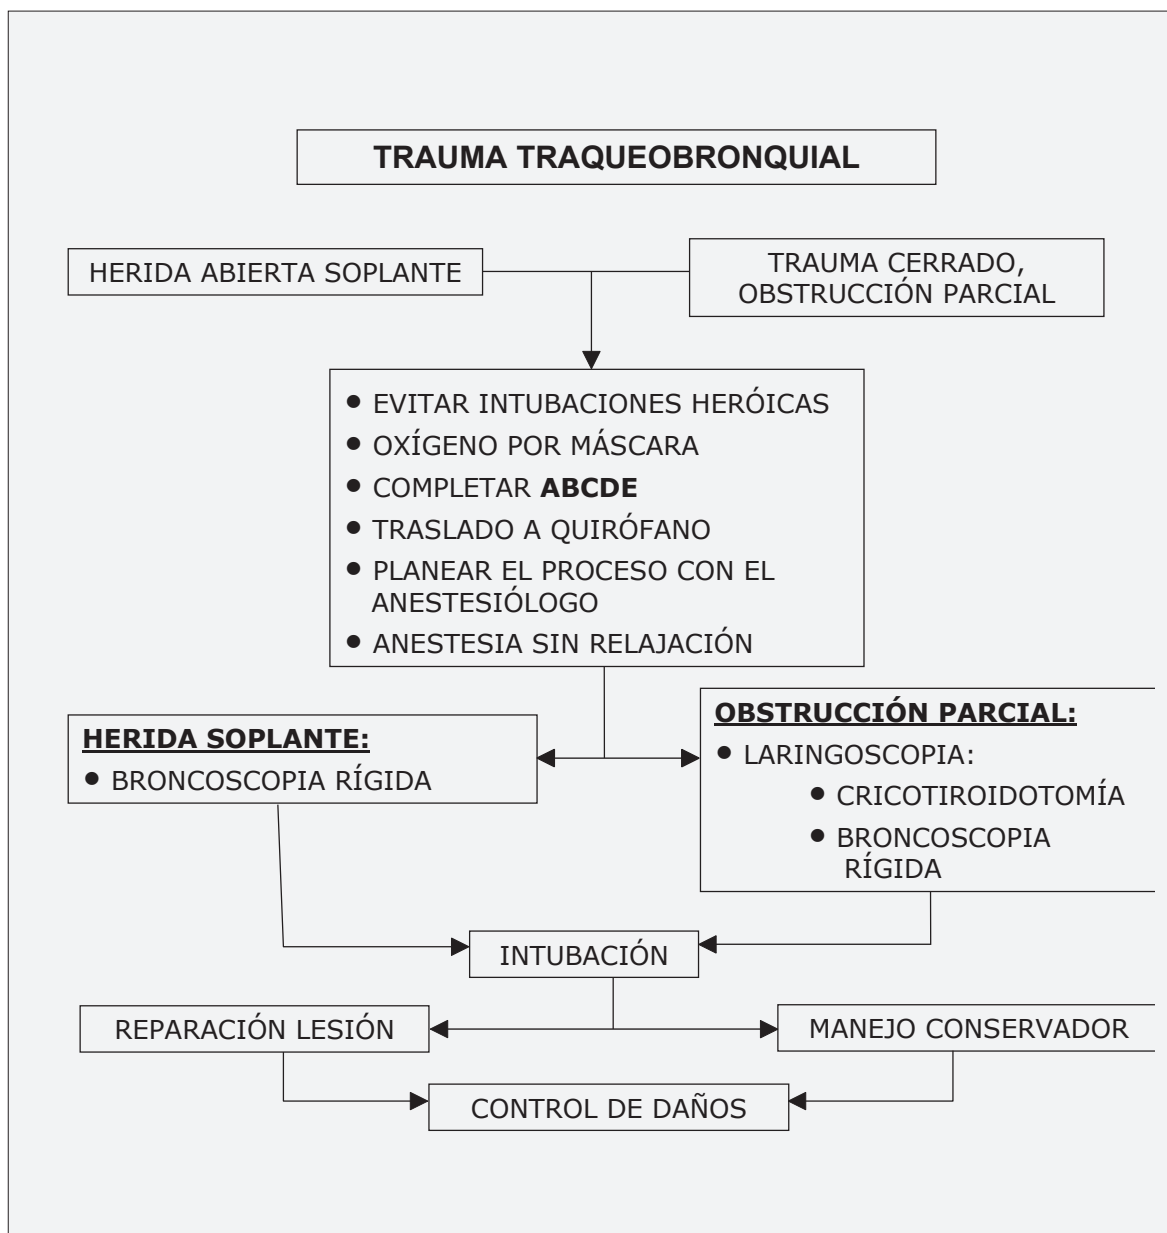 TRAUMA TRAQUEOBRONQUIAL
HERIDA ABIERTA SOPLANTE
TRAUMA CERRADO,
OBSTRUCCIÓN PARCIAL
• EVITAR INTUBACIONES HERÓICAS
• OXÍGENO POR MÁSCARA
• COMPLETAR ABCDE
• TRASLADO A QUIRÓFANO
• PLANEAR EL PROCESO CON EL
ANESTESIÓLOGO
• ANESTESIA SIN RELAJACIÓN
HERIDA SOPLANTE:
• BRONCOSCOPIA RÍGIDA
OBSTRUCCIÓN PARCIAL:
• LARINGOSCOPIA:
• CRICOTIROIDOTOMÍA
• BRONCOSCOPIA
RÍGIDA
INTUBACIÓN
REPARACIÓN LESIÓN
MANEJO CONSERVADOR
CONTROL DE DAÑOS